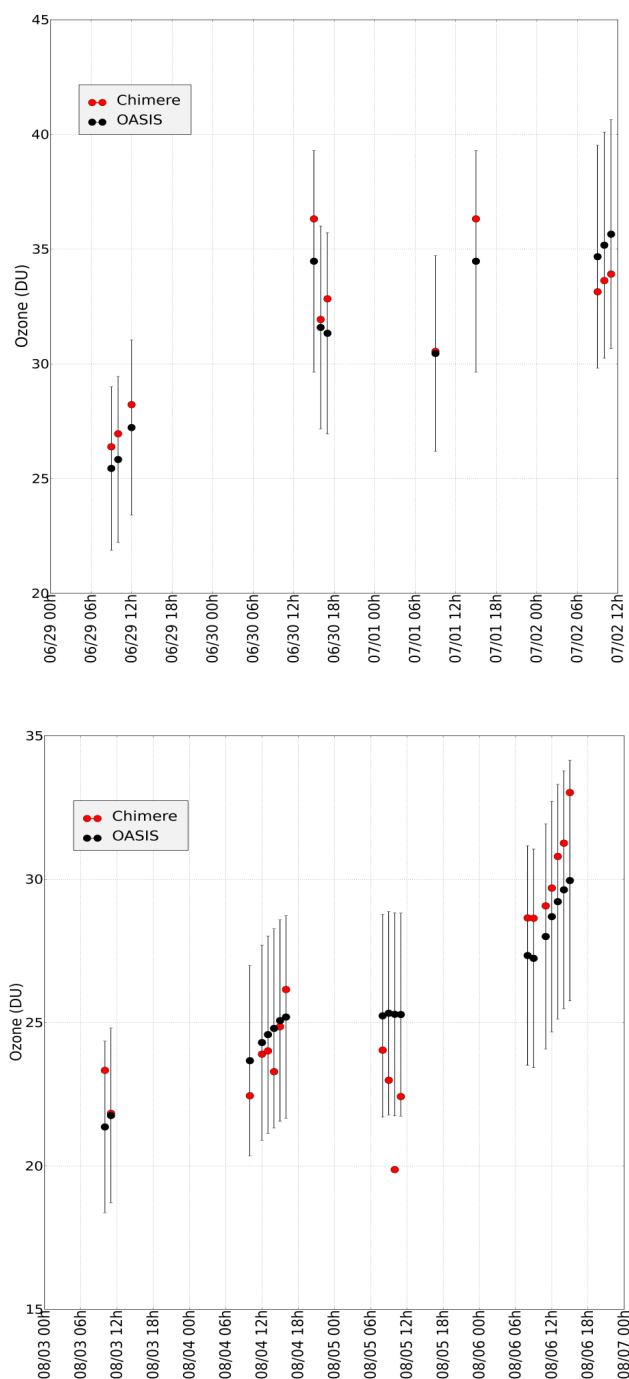 45
40
35
30
25
20
Ozone (DU)
Chimere
OASIS
06/29 00h
06/29 06h
06/29 12h
06/29 18h
06/30 00h
06/30 06h
06/30 12h
06/30 18h
07/01 00h
07/01 06h
07/01 12h
07/01 18h
07/02 00h
07/02 06h
07/02 12h
35
30
25
20
15
Ozone (DU)
Chimere
OASIS
08/03 00h
08/03 06h
08/03 12h
08/03 18h
08/04 00h
08/04 06h
08/04 12h
08/04 18h
08/05 00h
08/05 06h
08/05 12h
08/05 18h
08/06 00h
08/06 06h
08/06 12h
08/06 18h
08/07 00h